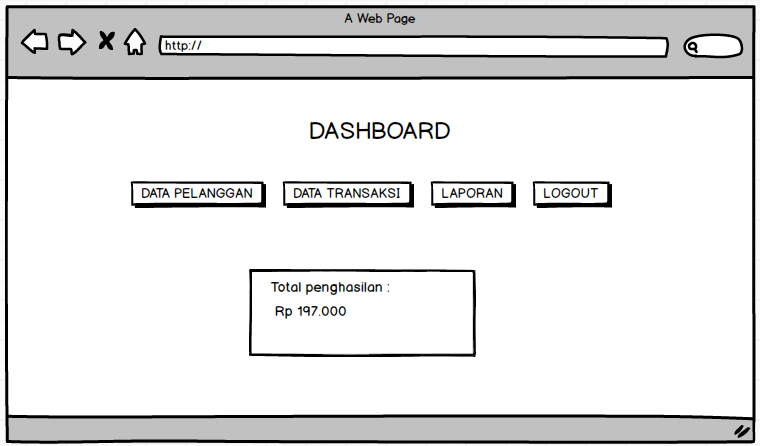 A Web Page
http://
DASHBOARD
DATA PELANGGAN DATA TRANSAKSI LAPORAN LOGOUT
Total penghasilan :
Rp 197.000